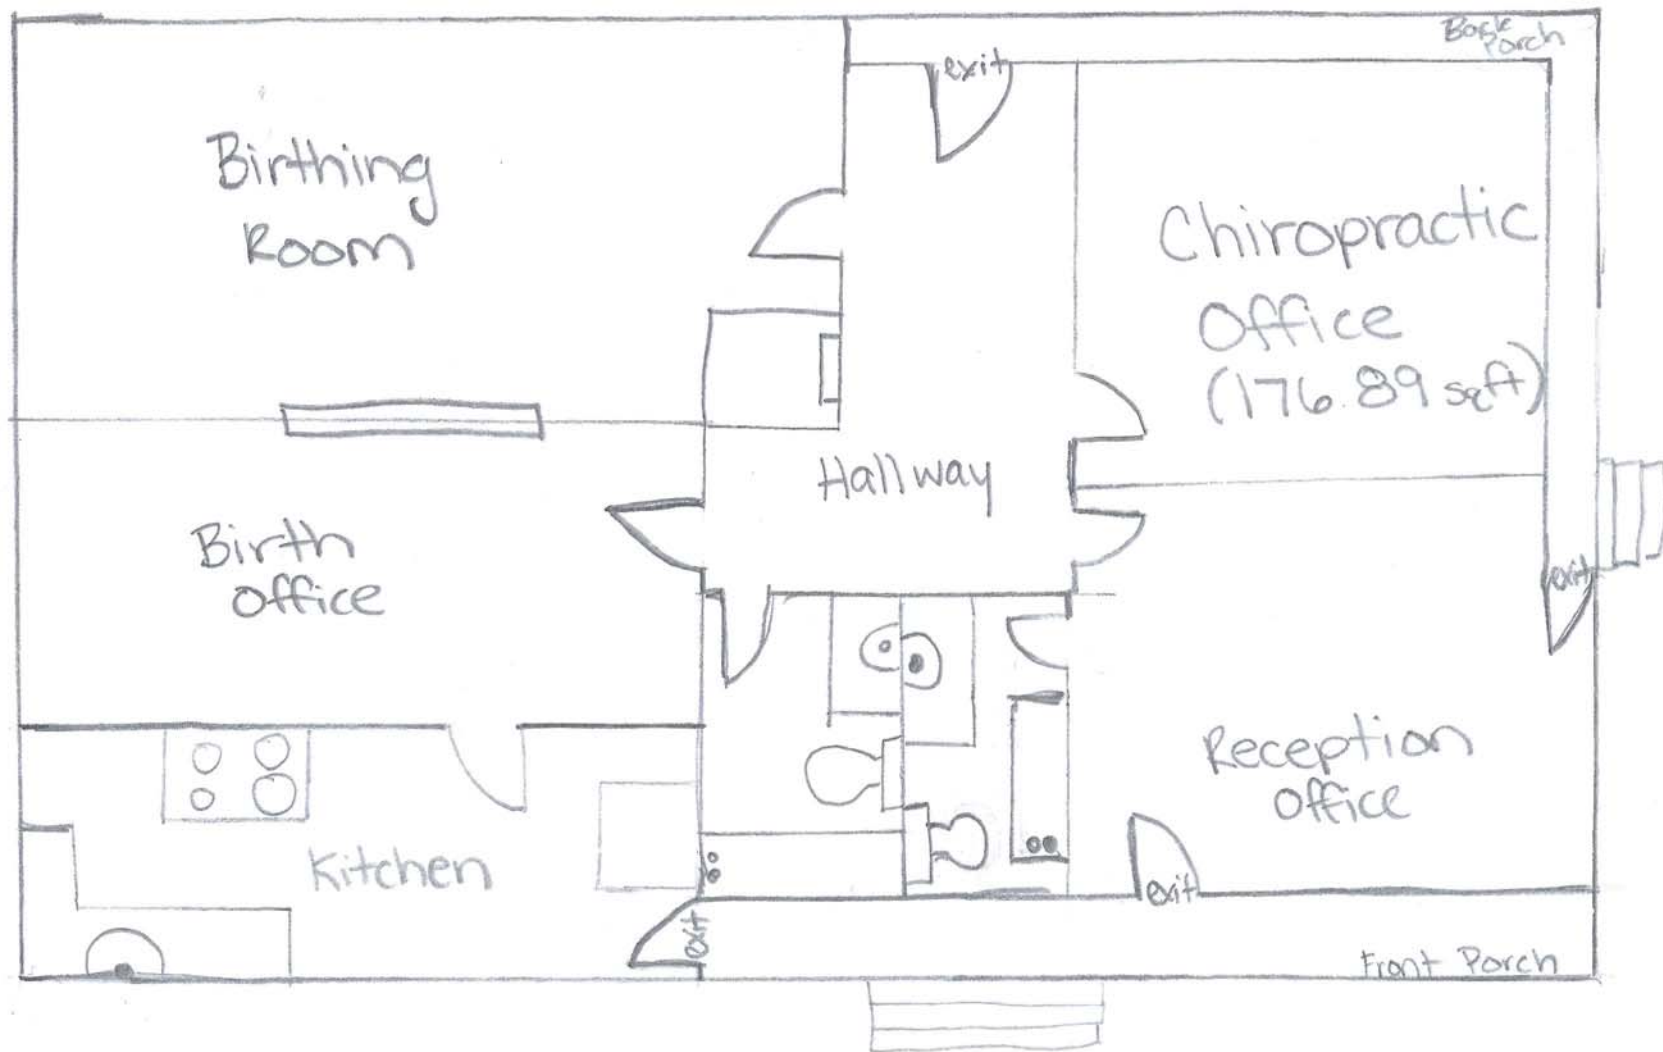 Back
Porch
exit
Birthing
Room
Chiropractic
Office
(176.89 sqft)
Hallway
Birth
Office
exit
Reception
Office
Kitchen
exit
exit
Front Porch